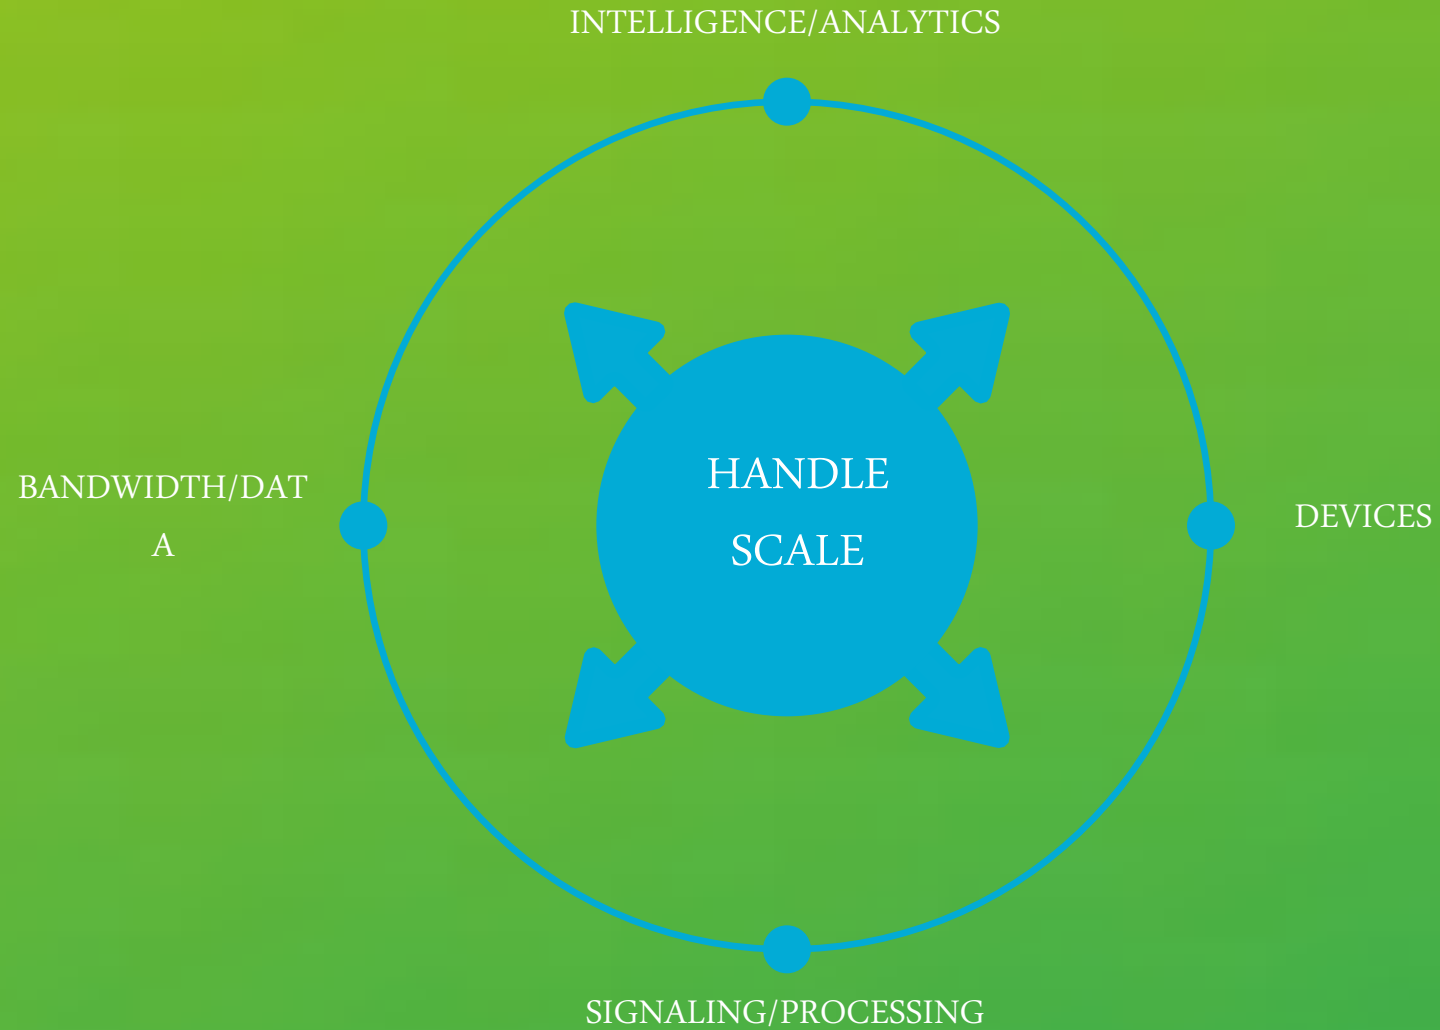 INTELLIGENCE/ANALYTICS
HANDLE
SCALE
BANDWIDTH/DAT
A
DEVICES
SIGNALING/PROCESSING